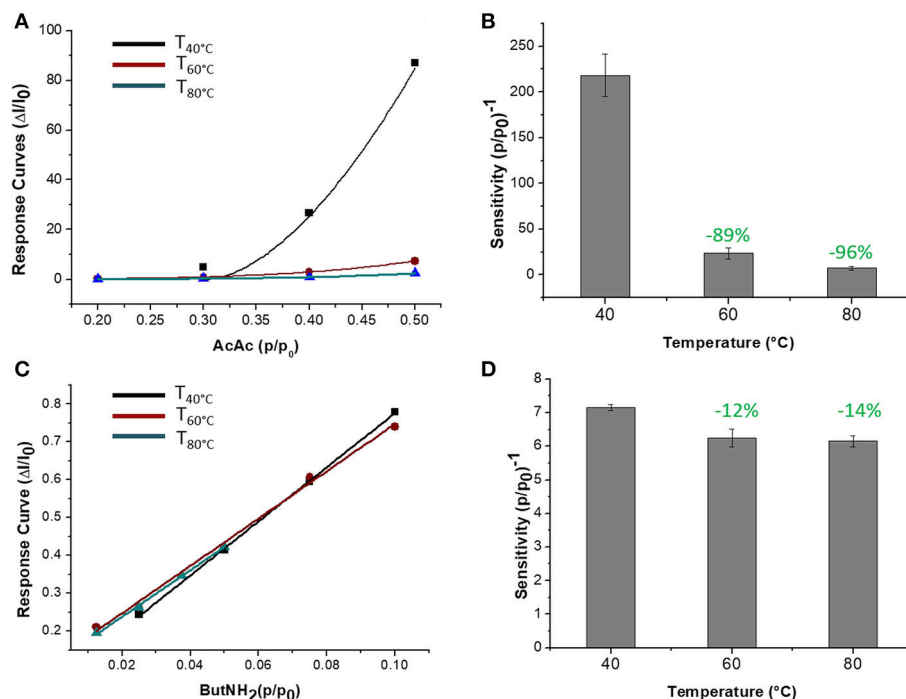 A
T40°C
T60°C
T80°C
Response Curves (ΔI/I0)
100
80
60
40
20
0
0.20 0.25 0.30 0.35 0.40 0.45 0.50
AcAc (p/p0)
B
Sensitivity (p/p0)-1
250
225
200
150
100
75
50
25
0
-89%
-96%
40 60 80
Temperature (°C)
C
T40°C
T60°C
T80°C
Response Curve (ΔI/I0)
0.8
0.7
0.6
0.5
0.4
0.3
0.2
0.02 0.04 0.06 0.08 0.10
ButNH2(p/p0)
D
Sensitivity (p/p0)-1
7
6
5
4
3
2
1
0
-12%
-14%
40 60 80
Temperature (°C)